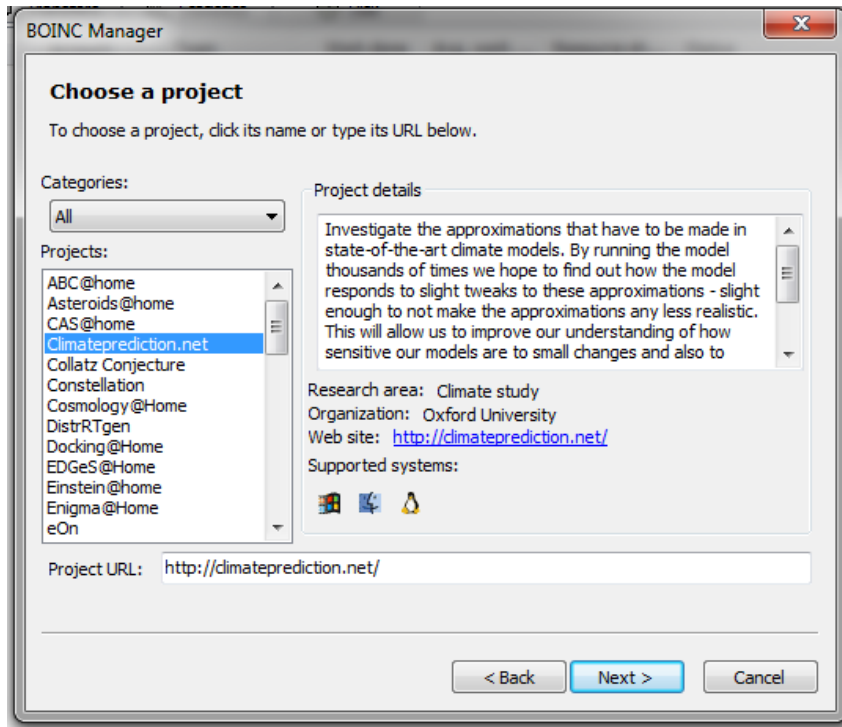 BOINC Manager
Choose a project
To choose a project, click its name or type its URL below.
Categories:
All
Projects:
ABC@home
Asteroids@home
CAS@home
Climateprediction.net
Collatz Conjecture
Constellation
Cosmology@Home
DistrRTgen
Docking@Home
EDGeS@Home
Einstein@home
Enigma@Home
eOn
Project details
Investigate the approximations that have to be made in
state-of-the-art climate models. By running the model
thousands of times we hope to find out how the model
responds to slight tweaks to these approximations - slight
enough to not make the approximations any less realistic.
This will allow us to improve our understanding of how
sensitive our models are to small changes and also to
Research area: Climate study
Organization: Oxford University
Web site: http://climateprediction.net/
Supported systems:
Project URL: http://climateprediction.net/
< Back
Next >
Cancel